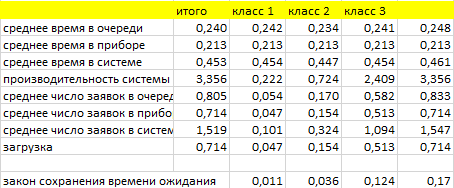 итого класс 1 класс 2 класс 3
среднее время в очереди 0,240 0,242 0,234 0,241 0,248
среднее время в приборе 0,213 0,213 0,213 0,213 0,213
среднее время в системе 0,453 0,454 0,447 0,454 0,461
производительность системы 3,356 0,222 0,724 2,409 3,356
среднее число заявок в очеред 0,805 0,054 0,170 0,582 0,833
среднее число заявок в прибо 0,714 0,047 0,154 0,513 0,714
среднее число заявок в систем 1,519 0,101 0,324 1,094 1,547
загрузка 0,714 0,047 0,154 0,513 0,714
закон сохранения времени ожидания 0,011 0,036 0,124 0,17